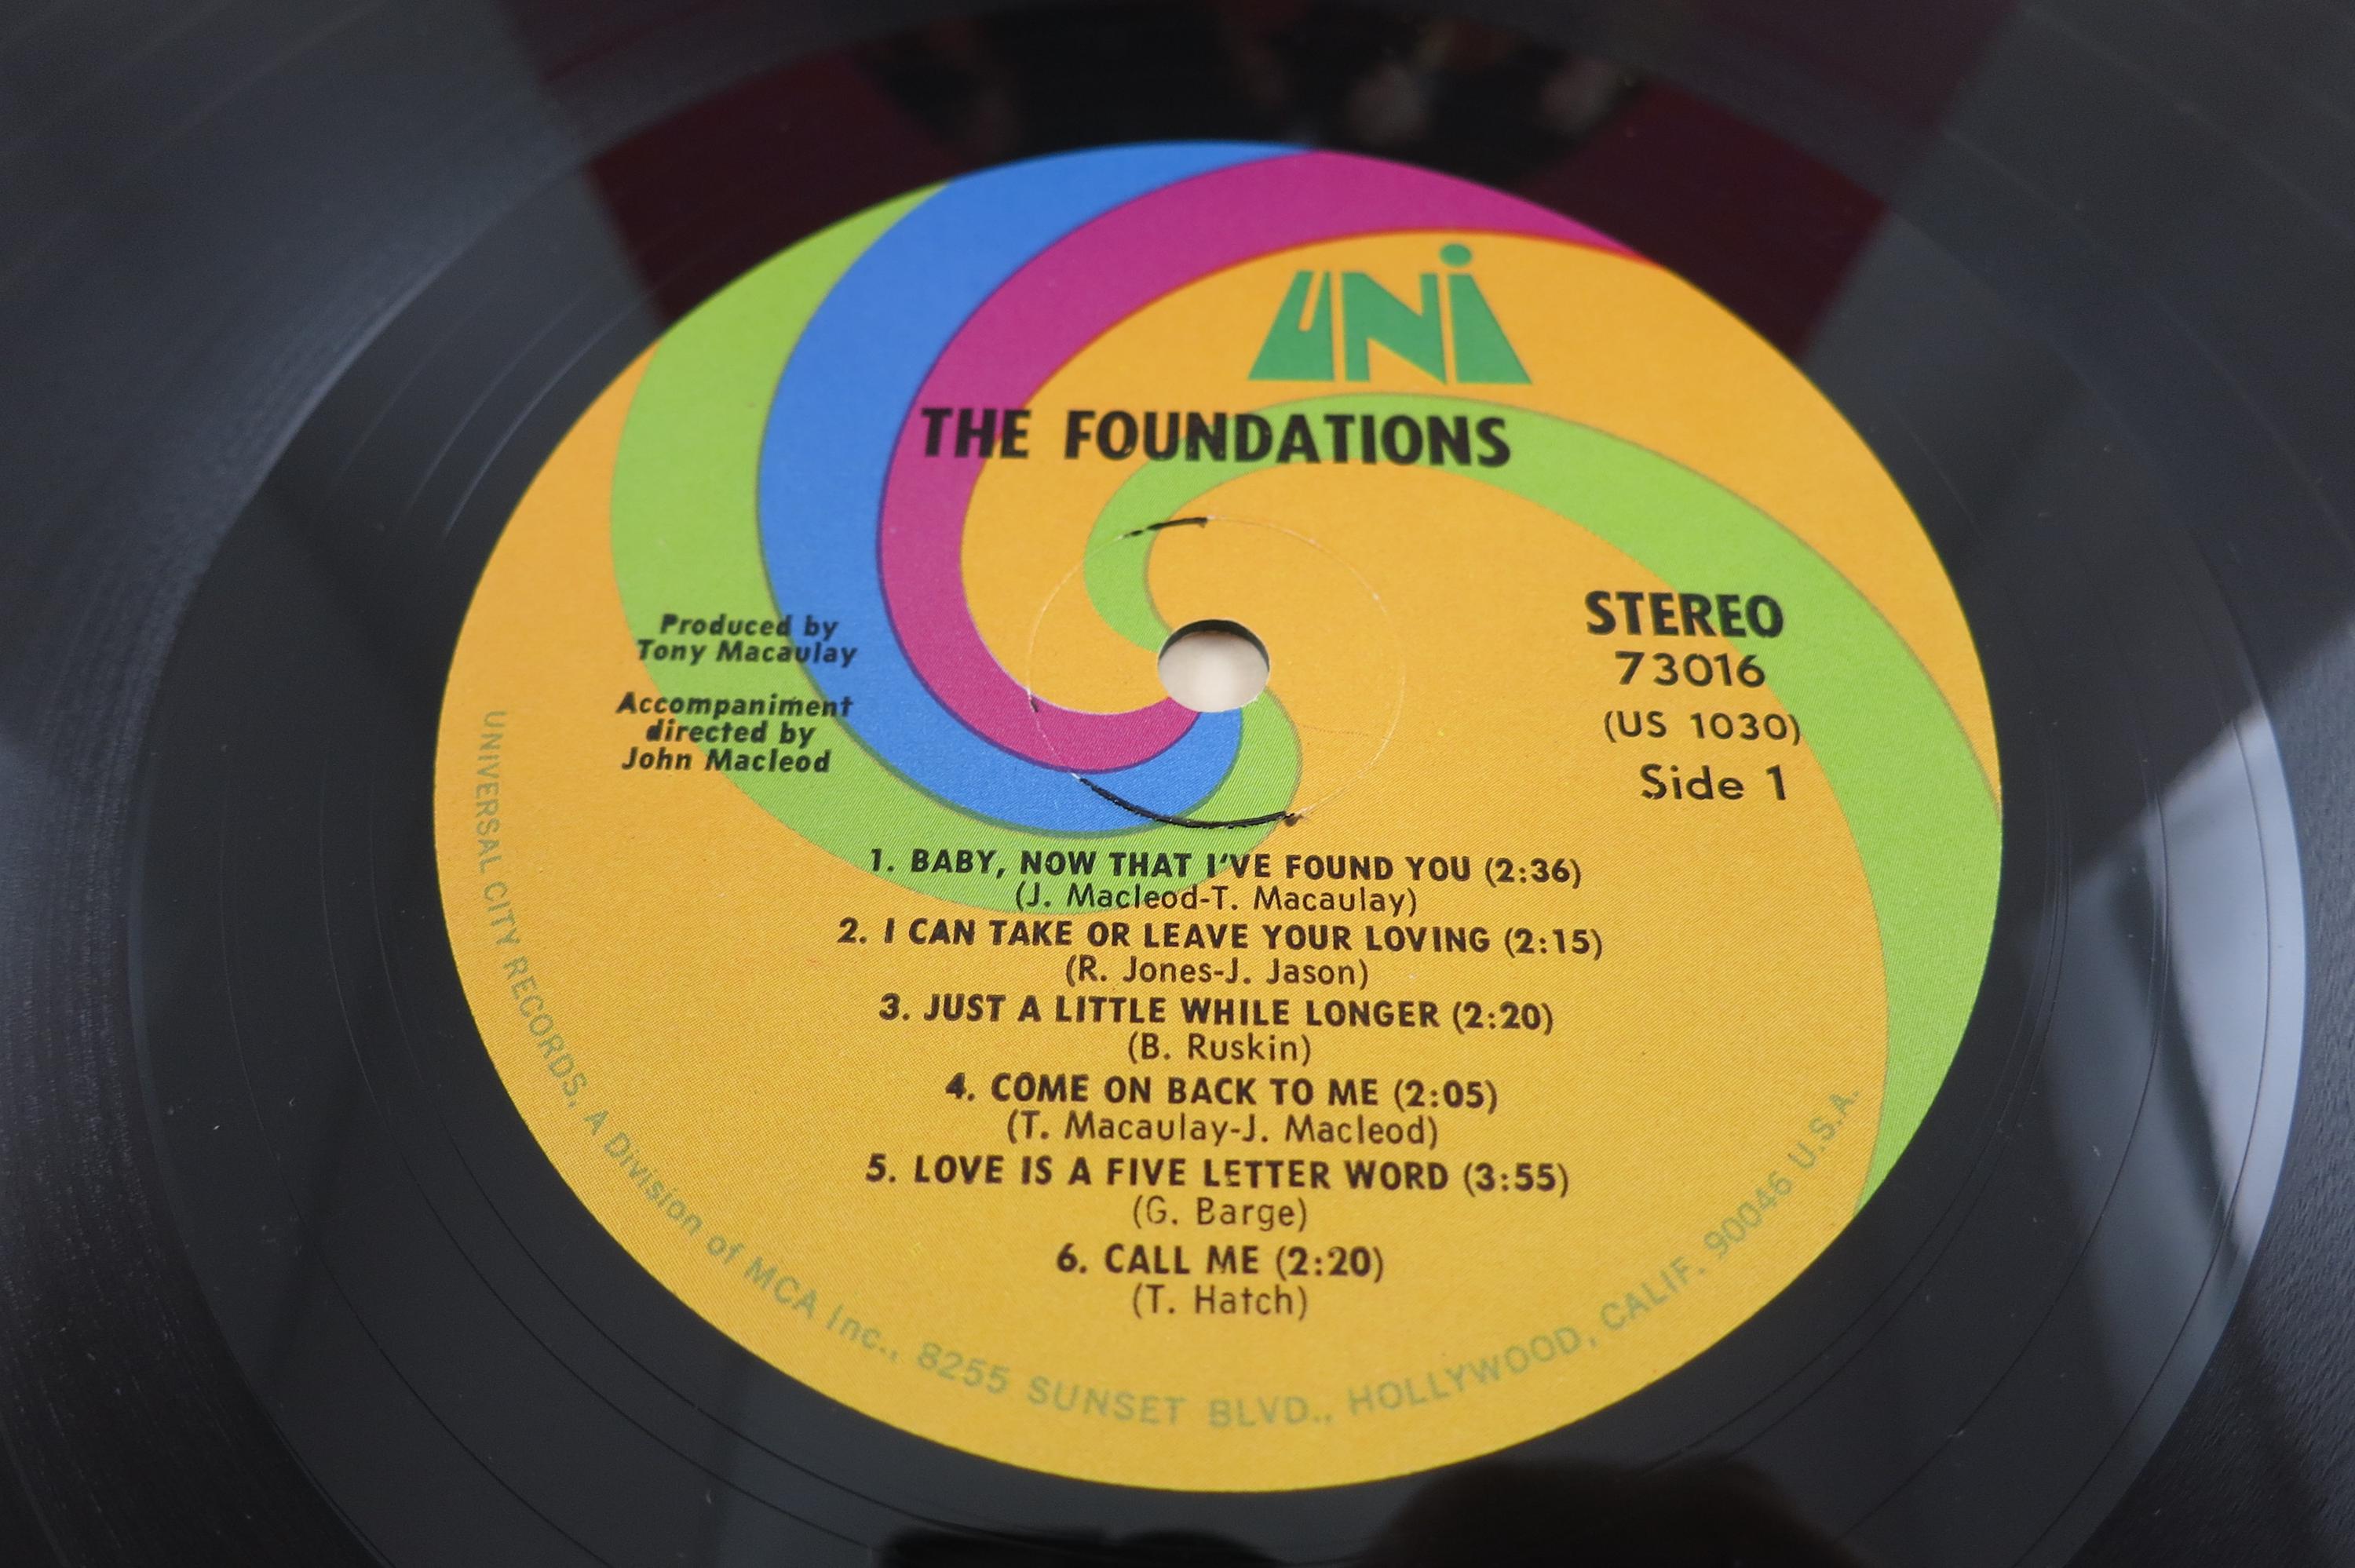 UNI
THE FOUNDATIONS
Produced by
Tony Macaulay
Accompaniment
directed by
John Macleod
STEREO
73016
(US 1030)
Side 1
1. BABY, NOW THAT I'VE FOUND YOU (2:36)
(J. Macleod-T. Macaulay)
2. I CAN TAKE OR LEAVE YOUR LOVING (2:15)
(R. Jones-J. Jason)
3. JUST A LITTLE WHILE LONGER (2:20)
(B. Ruskin)
4. COME ON BACK TO ME (2:05)
(T. Macaulay-J. Macleod)
5. LOVE IS A FIVE LETTER WORD (3:55)
(G. Barge)
6. CALL ME (2:20)
(T. Hatch)
UNIVERSAL CITY RECORDS, A Division of MCA Inc., 8255 SUNSET BLVD., HOLLYWOOD, CALIF. 90046 U.S.A.